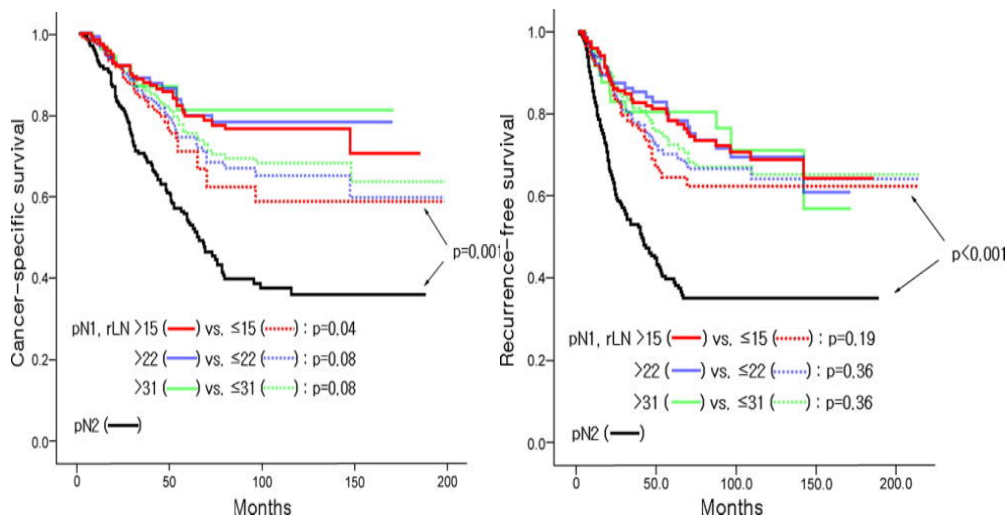 Cancer-specific survival
1.0
0.8
0.6
0.4
0.2
0.0
p=0.001
pN1, rLN >15 ( ) vs. ≤15 ( ) : p=0.04
>22 ( ) vs. ≤22 ( ) : p=0.08
>31 ( ) vs. ≤31 ( ) : p=0.08
pN2 ( )
0 50 100 150 200
Months
Recurrence-free survival
1.0
0.8
0.6
0.4
0.2
0.0
p<0.001
pN1, rLN >15 ( ) vs. ≤15 ( ) : p=0.19
>22 ( ) vs. ≤22 ( ) : p=0.36
>31 ( ) vs. ≤31 ( ) : p=0.36
pN2 ( )
0 50.0 100.0 150.0 200.0
Months